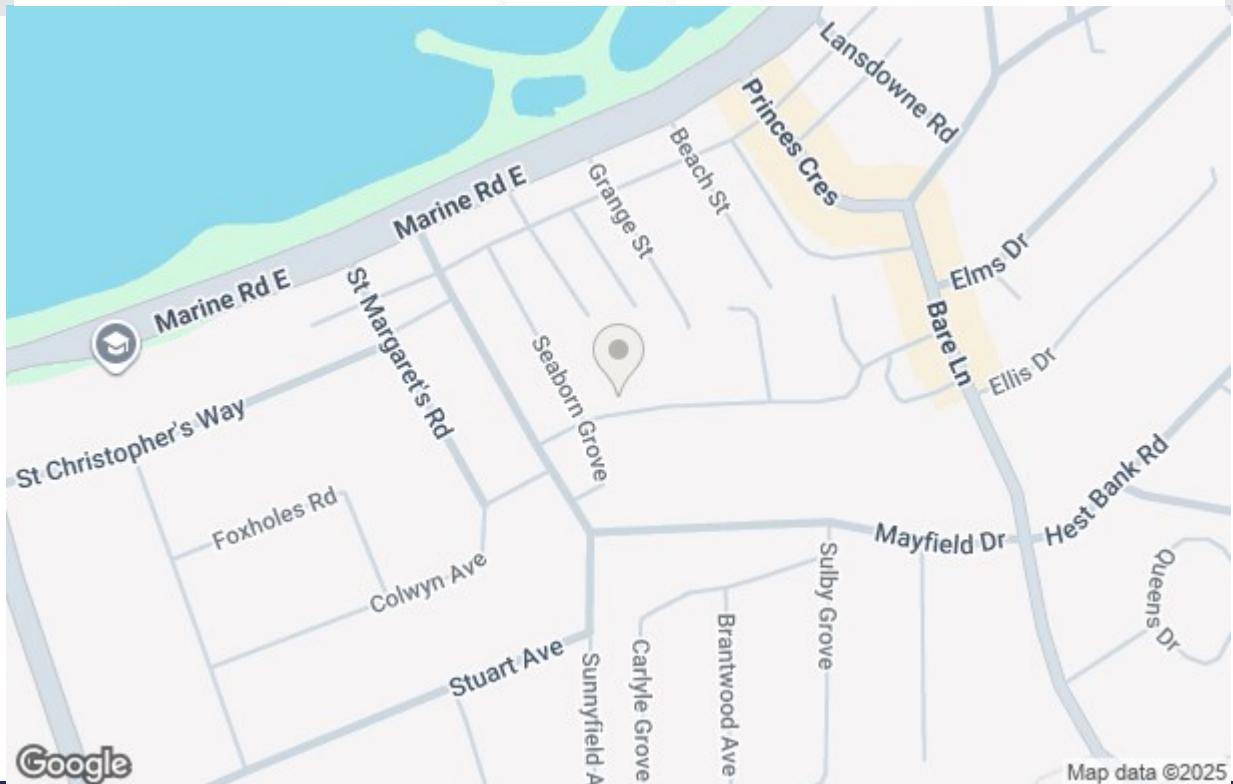 Lansdowne Rd
Princes Cres
Beach St
Grange St
Marine Rd E
Marine Rd E
St Margaret's Rd
Elms Dr
Bare Ln
Ellis Dr
Seaborn Grove
St Christopher's Way
Foxholes Rd
Colwyn Ave
Hest Bank Rd
Mayfield Dr
Sulby Grove
Queens Dr
Stuart Ave
Sunnyfield A
Carlyle Grove
Brantwood Ave
Google
Map data ©2025